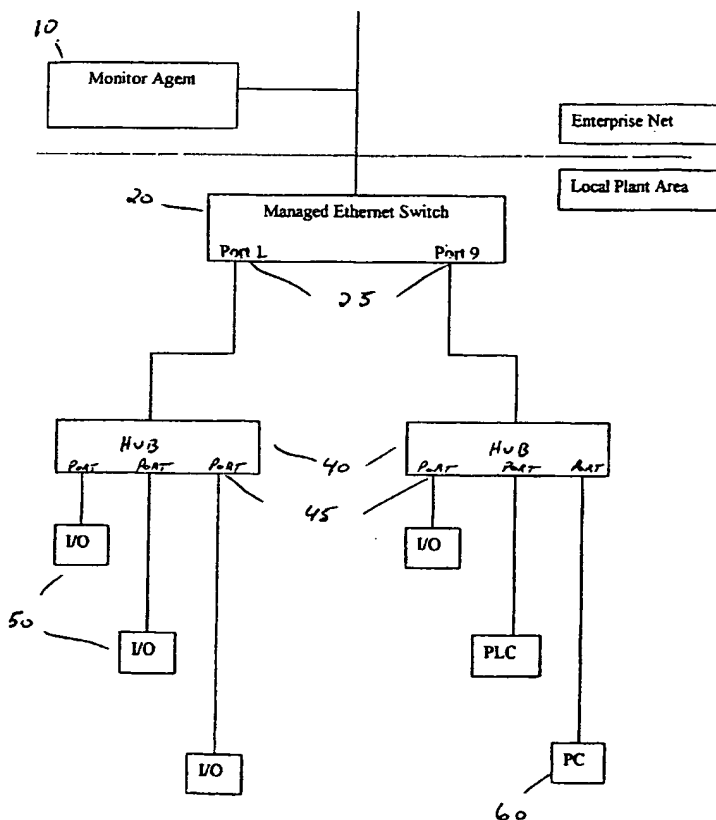 10
Monitor Agent
Enterprise Net
Local Plant Area
20
Managed Ethernet Switch
Port 1
Port 9
25
HUB
PORT PORT PORT
40
HUB
PORT PORT PORT
45
I/O
I/O
50
I/O
PLC
I/O
I/O
PC
60